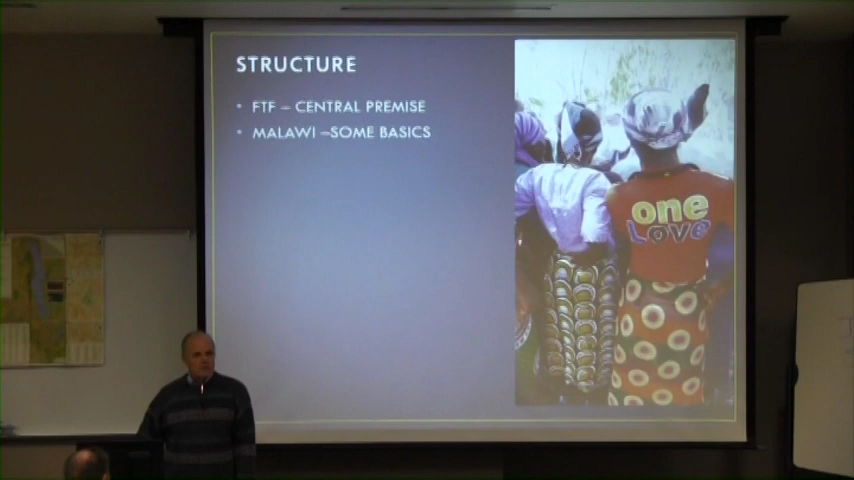 STRUCTURE
• FTF – CENTRAL PREMISE
• MALAWI –SOME BASICS
one
Love